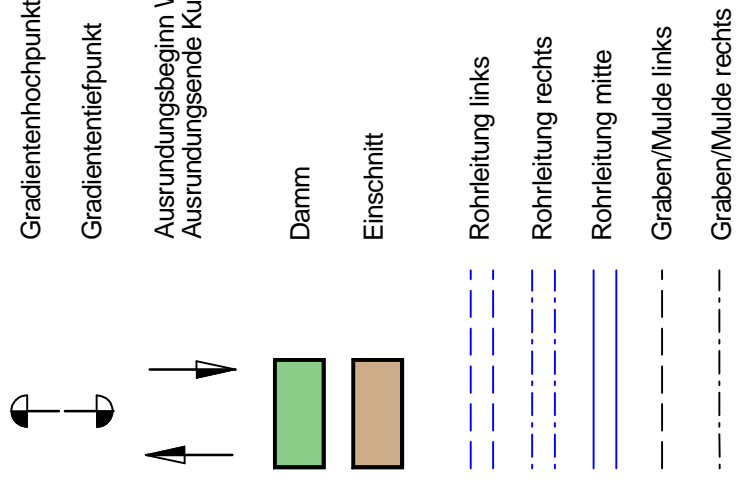 Gradientenhochpunkt
Gradiententiefpunkt
Ausrundungsbeginn
Ausrundungsende
Damm
Einschnitt
Rohrleitung links
Rohrleitung rechts
Rohrleitung mitte
Graben/Mulde links
Graben/Mulde rechts